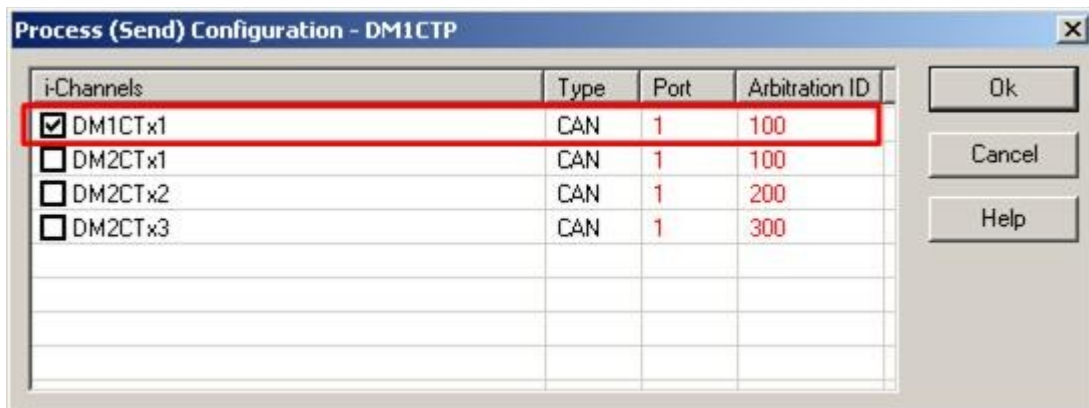 Process (Send) Configuration - DM1CTP
i-Channels Type Port Arbitration ID
DM1CTx1 CAN 1 100
DM2CTx1 CAN 1 100
DM2CTx2 CAN 1 200
DM2CTx3 CAN 1 300
Ok
Cancel
Help